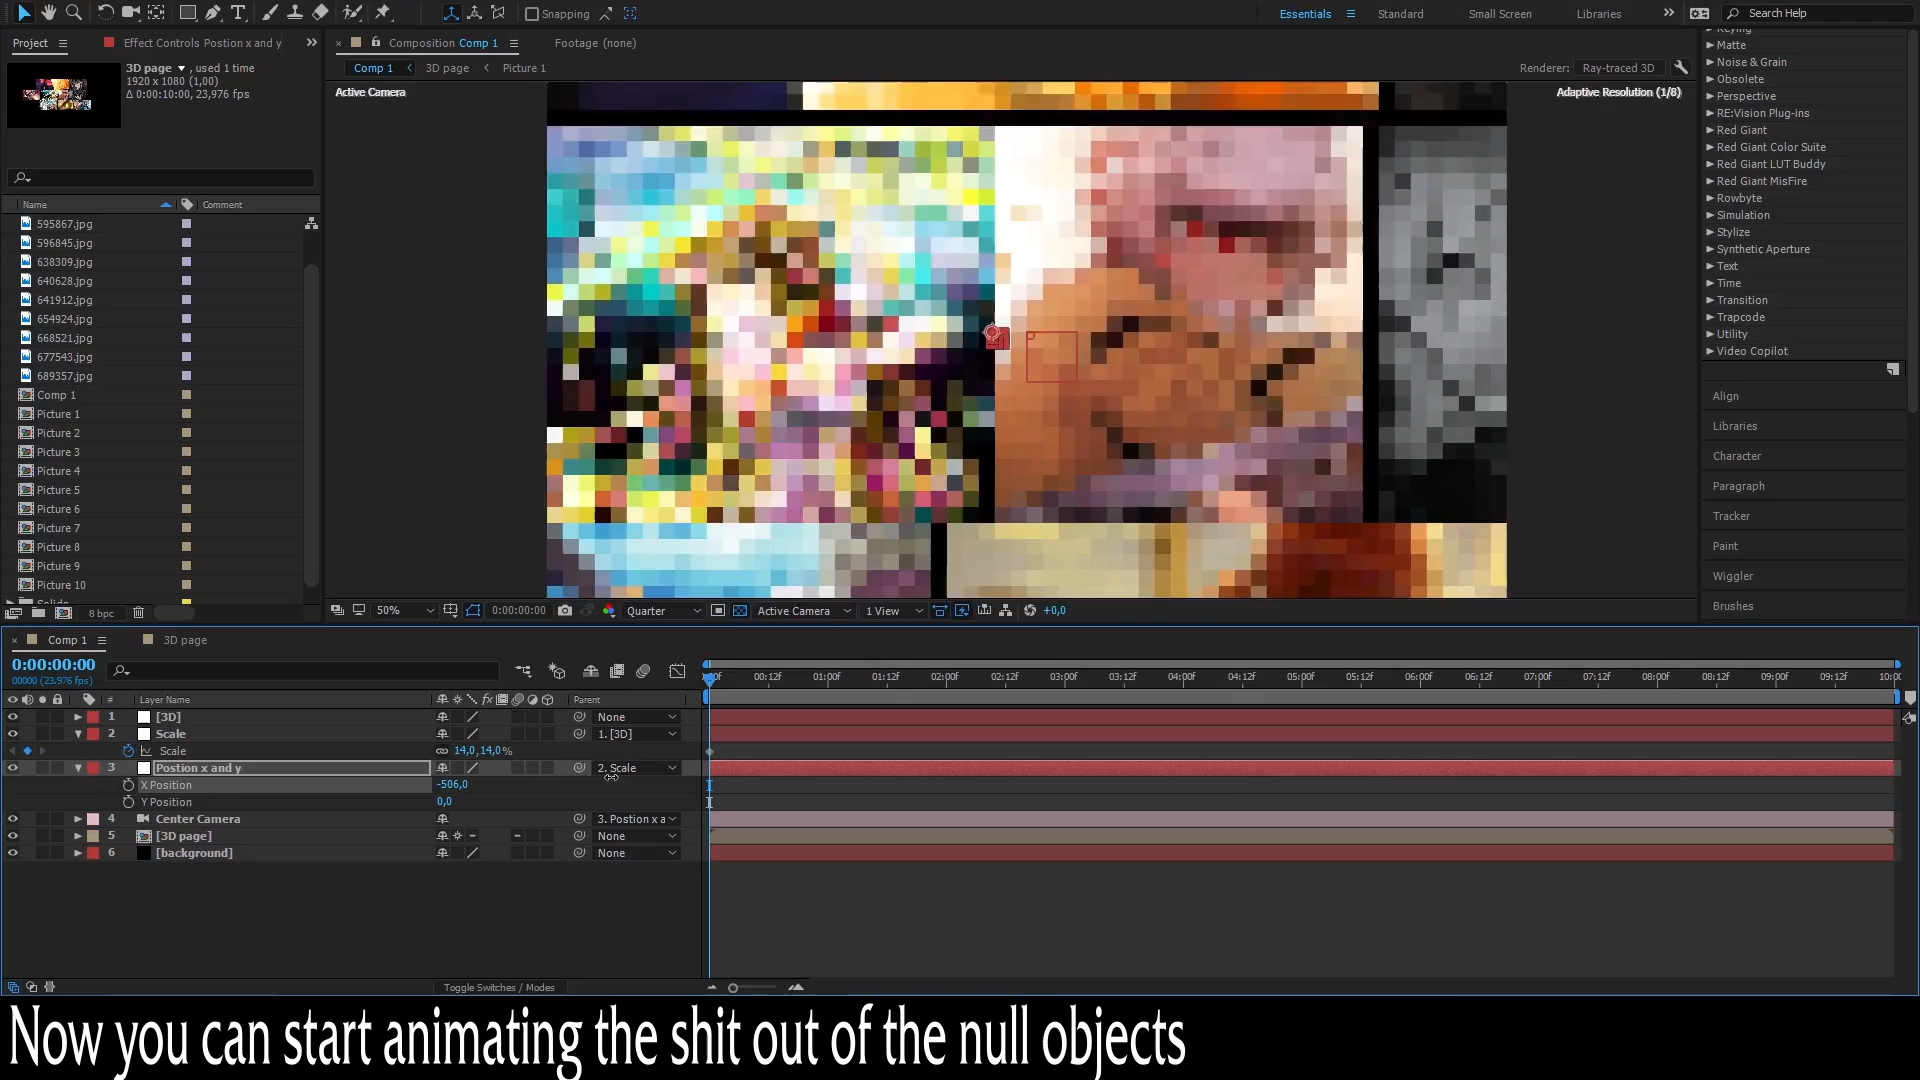 Snapping
Essentials
Standard
Small Screen
Libraries
Search Help
Project
Effect Controls Postion x and y
Composition Comp 1
Footage (none)
3D page , used 1 time
1920 x 1080 (1,00)
Δ 0:00:10:00, 23,976 fps
Comp 1
3D page
Picture 1
Renderer: Ray-traced 3D
Active Camera
Adaptive Resolution (1/8)
Name
Comment
595867.jpg
596845.jpg
638309.jpg
640628.jpg
641912.jpg
654924.jpg
668521.jpg
677543.jpg
689357.jpg
Comp 1
Picture 1
Picture 2
Picture 3
Picture 4
Picture 5
Picture 6
Picture 7
Picture 8
Picture 9
Picture 10
Solids
8 bpc
Keying
Matte
Noise & Grain
Obsolete
Perspective
RE:Vision Plug-ins
Red Giant
Red Giant Color Suite
Red Giant LUT Buddy
Red Giant MisFire
Rowbyte
Simulation
Stylize
Synthetic Aperture
Text
Time
Transition
Trapcode
Utility
Video Copilot
Align
Libraries
Character
Paragraph
Tracker
Paint
Wiggler
Brushes
50%
0:00:00:00
Quarter
Active Camera
1 View
+0,0
Comp 1
3D page
0:00:00:00
00000 (23.976 fps)
00:12f 01:00f 01:12f 02:00f 02:12f 03:00f 03:12f 04:00f 04:12f 05:00f 05:12f 06:00f 06:12f 07:00f 07:12f 08:00f 08:12f 09:00f 09:12f 10:00
# Layer Name Parent
1 [3D] None
2 Scale 1. [3D]
Scale 14,0,14,0%
3 Postion x and y 2. Scale
X Position -506,0
Y Position 0,0
4 Center Camera 3. Postion x a
5 [3D page] None
6 [background] None
Toggle Switches / Modes
Now you can start animating the shit out of the null objects